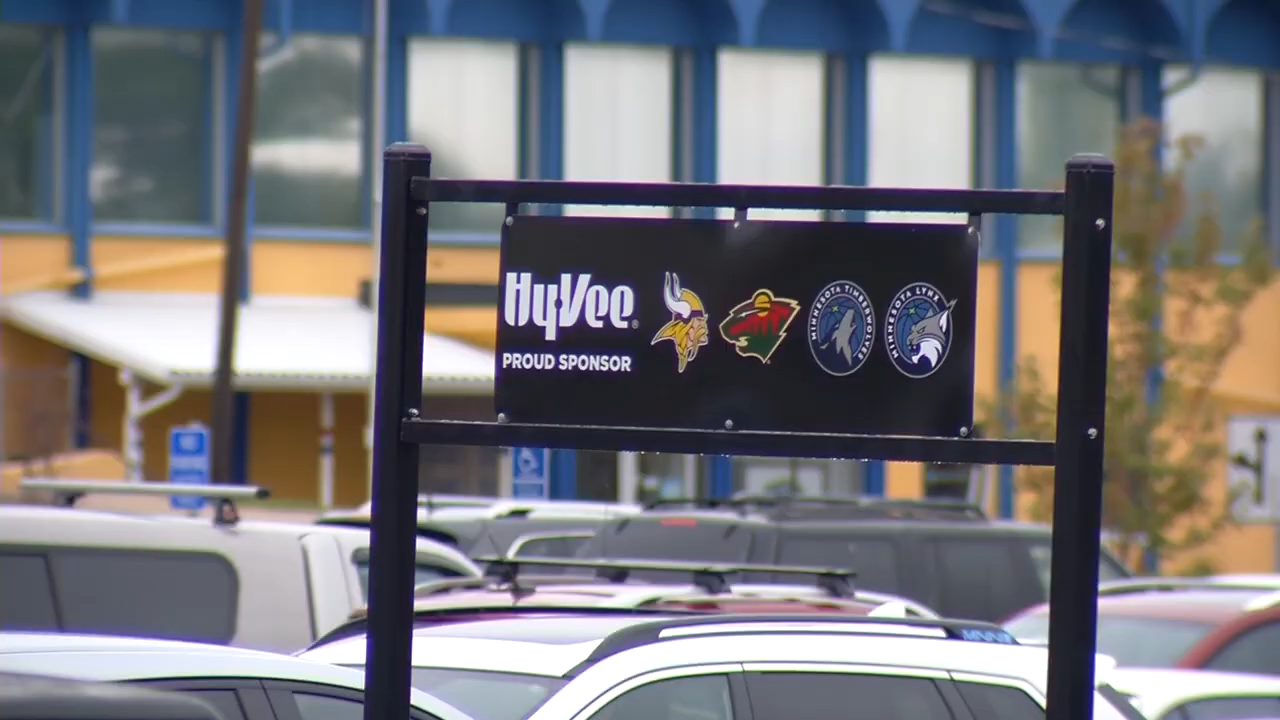 HyVee®
PROUD SPONSOR
MINNESOTA TIMBERWOLVES
MINNESOTA LYNX